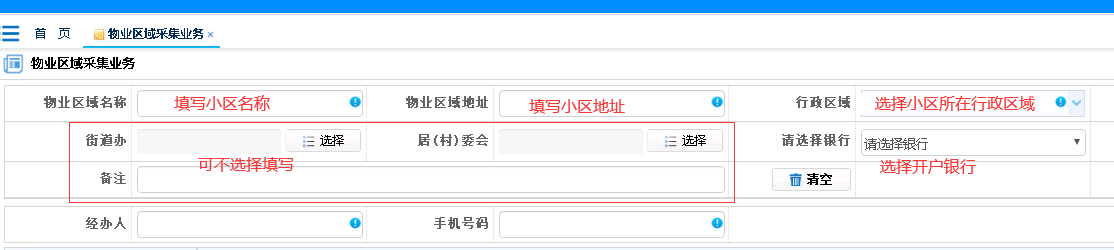 首 页 物业区域采集业务 ×
物业区域采集业务
物业区域名称 填写小区名称 物业区域地址 填写小区地址 行政区域 选择小区所在行政区域
街道办 选择 居(村)委会 选择 请选择银行 请选择银行
可不选择填写 选择开户银行
备注 清空
经办人 手机号码